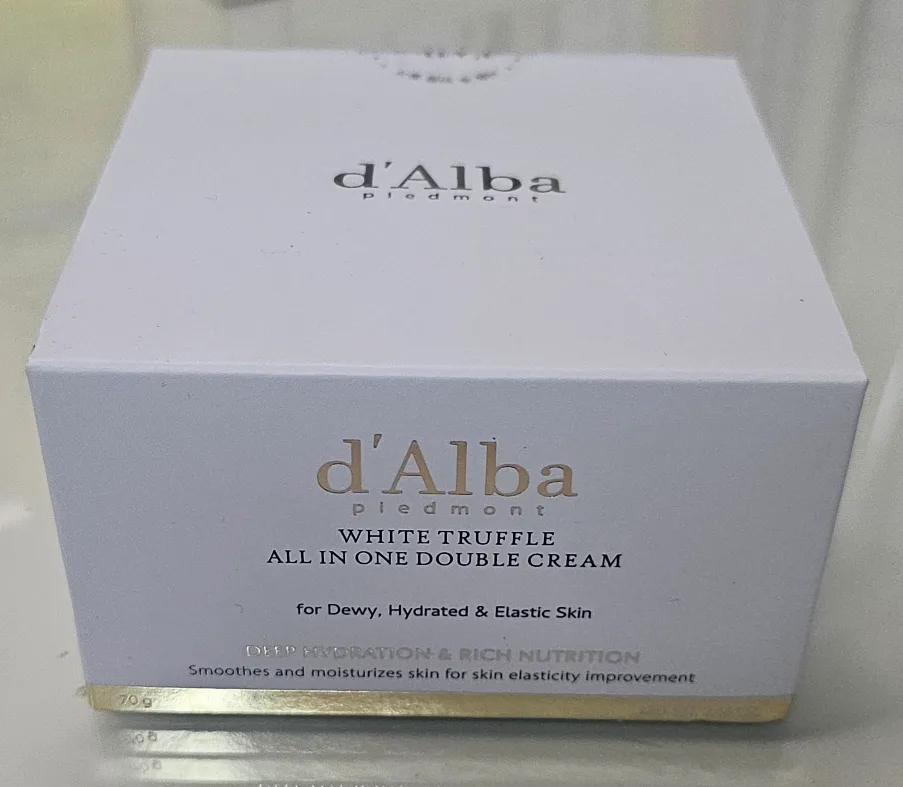 d'Alba
piedmont
d'Alba
piedmont
WHITE TRUFFLE
ALL IN ONE DOUBLE CREAM
for Dewy, Hydrated & Elastic Skin
DEEP HYDRATION & RICH NUTRITION
Smoothes and moisturizes skin for skin elasticity improvement
70 g